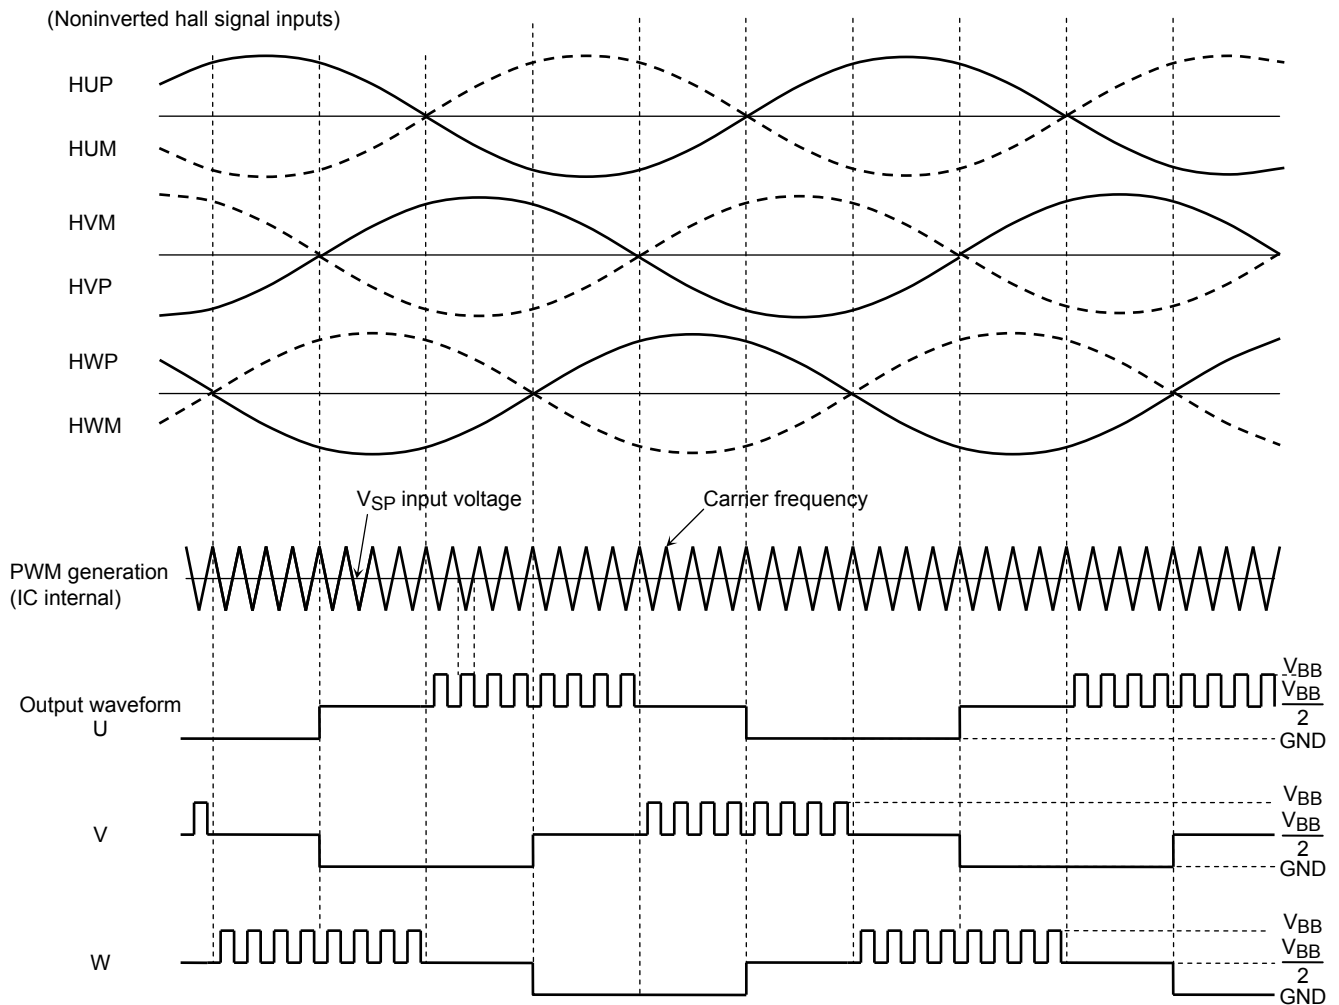 (Noninverted hall signal inputs)
HUP
HUM
HVM
HVP
HWP
HWM
VSP input voltage
Carrier frequency
PWM generation
(IC internal)
Output waveform
U
VBB
VBB
2
GND
V
VBB
VBB
2
GND
W
VBB
VBB
2
GND